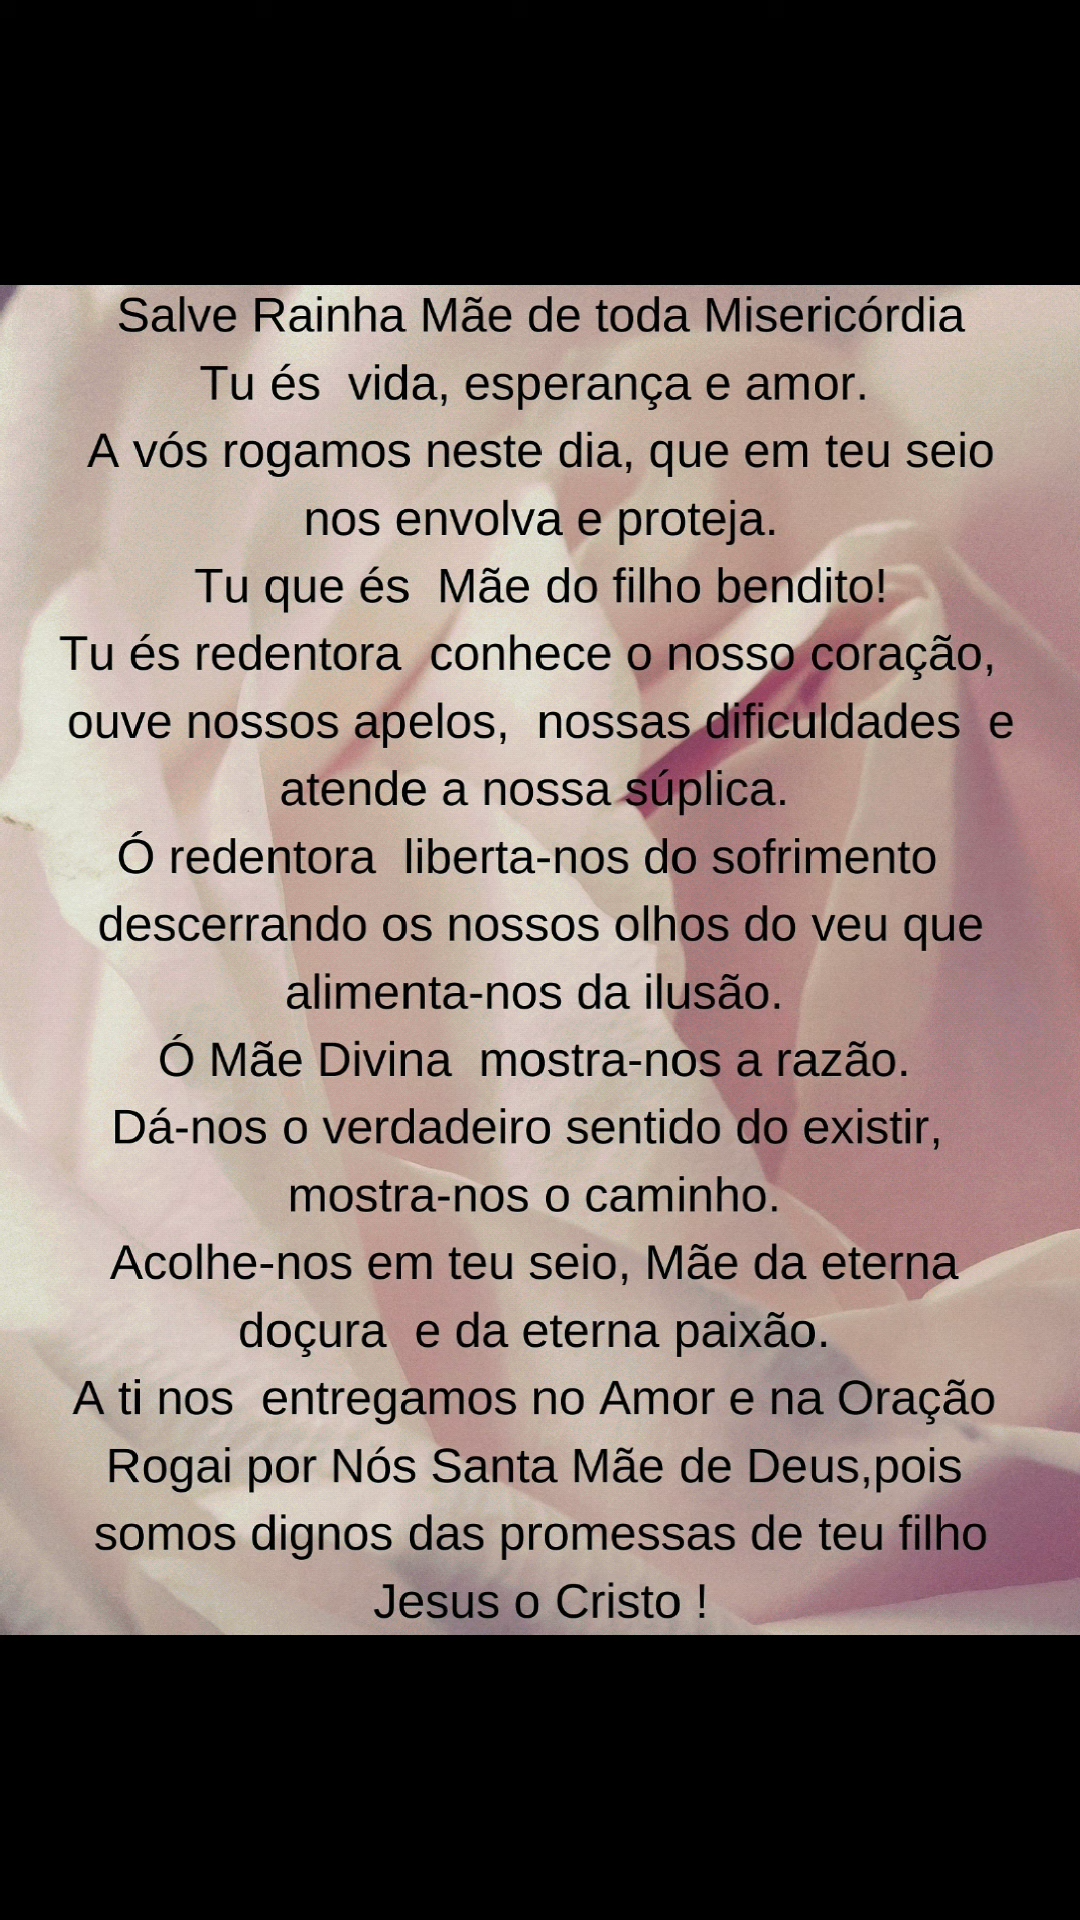 Salve Rainha Mãe de toda Misericórdia
Tu és  vida, esperança e amor.
A vós rogamos neste dia, que em teu seio
nos envolva e proteja.
Tu que és  Mãe do filho bendito!
Tu és redentora  conhece o nosso coração,
ouve nossos apelos,  nossas dificuldades  e
atende a nossa súplica.
Ó redentora  liberta-nos do sofrimento
descerrando os nossos olhos do veu que
alimenta-nos da ilusão.
Ó Mãe Divina  mostra-nos a razão.
Dá-nos o verdadeiro sentido do existir,
mostra-nos o caminho.
Acolhe-nos em teu seio, Mãe da eterna
doçura  e da eterna paixão.
A ti nos  entregamos no Amor e na Oração
Rogai por Nós Santa Mãe de Deus,pois
somos dignos das promessas de teu filho
Jesus o Cristo !